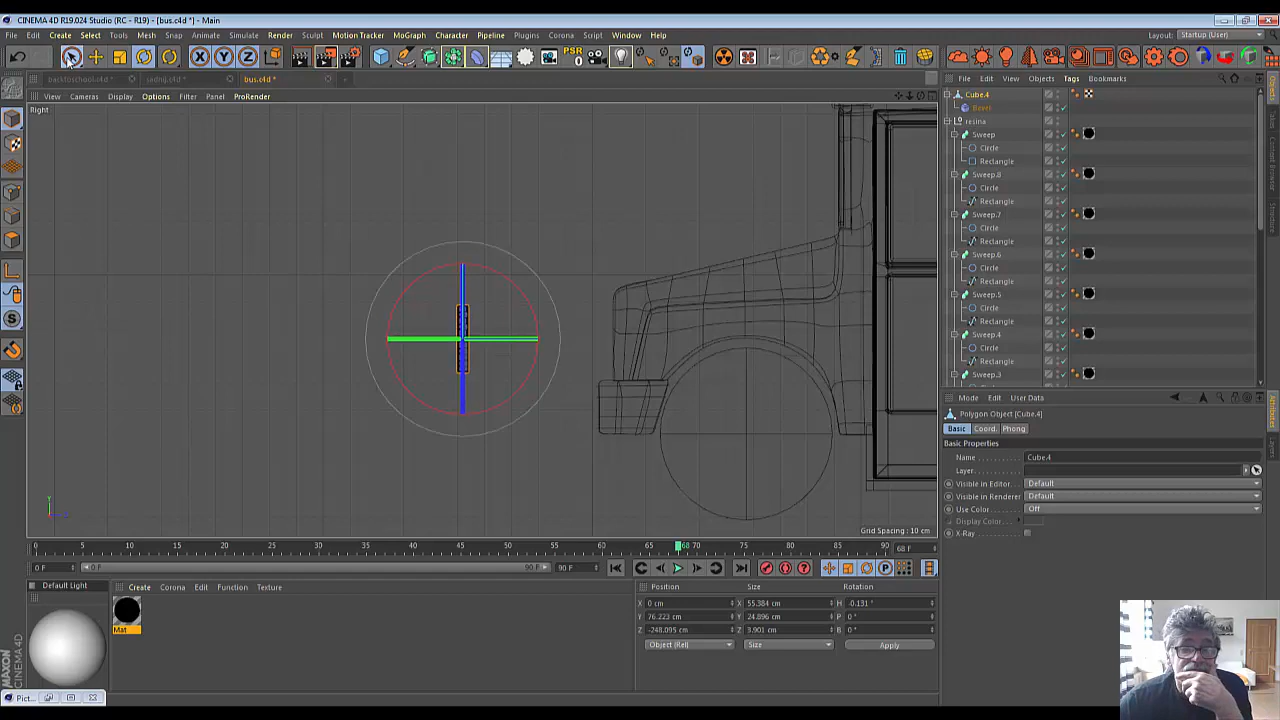 CINEMA 4D R19.024 Studio (RC - R19) - [bus.c4d *] - Main
File Edit Create Select Tools Mesh Snap Animate Simulate Render Sculpt Motion Tracker MoGraph Character Pipeline Plugins Corona Script Window Help
Layout: Startup (User)
PSR
X Y Z
bus.c4d *
View Cameras Display Options Filter Panel ProRender
File Edit View Objects Tags Bookmarks
Right
Cube.4
Bevel
resina
Sweep
Circle
Rectangle
Sweep.8
Circle
Rectangle
Sweep.7
Circle
Rectangle
Sweep.6
Circle
Rectangle
Sweep.5
Circle
Rectangle
Sweep.4
Circle
Rectangle
Sweep.3
Mode Edit User Data
Polygon Object [Cube.4]
Basic Coord. Phong
Basic Properties
Name Cube.4
Layer
Visible in Editor Default
Visible in Renderer Default
Use Color Off
Display Color
X-Ray
Grid Spacing : 10 cm
0 5 10 15 20 25 30 35 40 45 50 55 60 65 68 70 75 80 85 90 68 F
0 F 0 F 90 F 90 F
Default Light
Create Corona Edit Function Texture
Mat
Position Size Rotation
X 0 cm X 55.384 cm H -0.131 °
Y 76.223 cm Y 24.896 cm P 0 °
Z -248.095 cm Z 3.901 cm B 0 °
Object (Rel) Size Apply
MAXON CINEMA 4D
Pict...